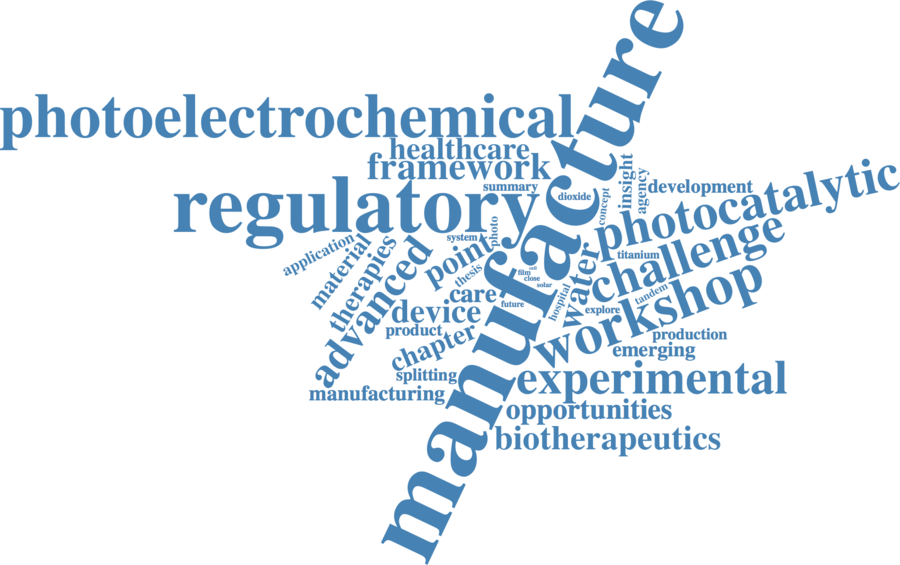 manufacture
photoelectrochemical
healthcare
framework
regulatory
summary
dioxide
concept
insight
agency
development
photocatalytic
photo
system
application
material
therapies
advanced
point
thesis
cell
film
close
solar
titanium
challenge
water
hospital
tandem
explore
workshop
care
future
device
product
chapter
splitting
manufacturing
production
emerging
experimental
opportunities
biotherapeutics